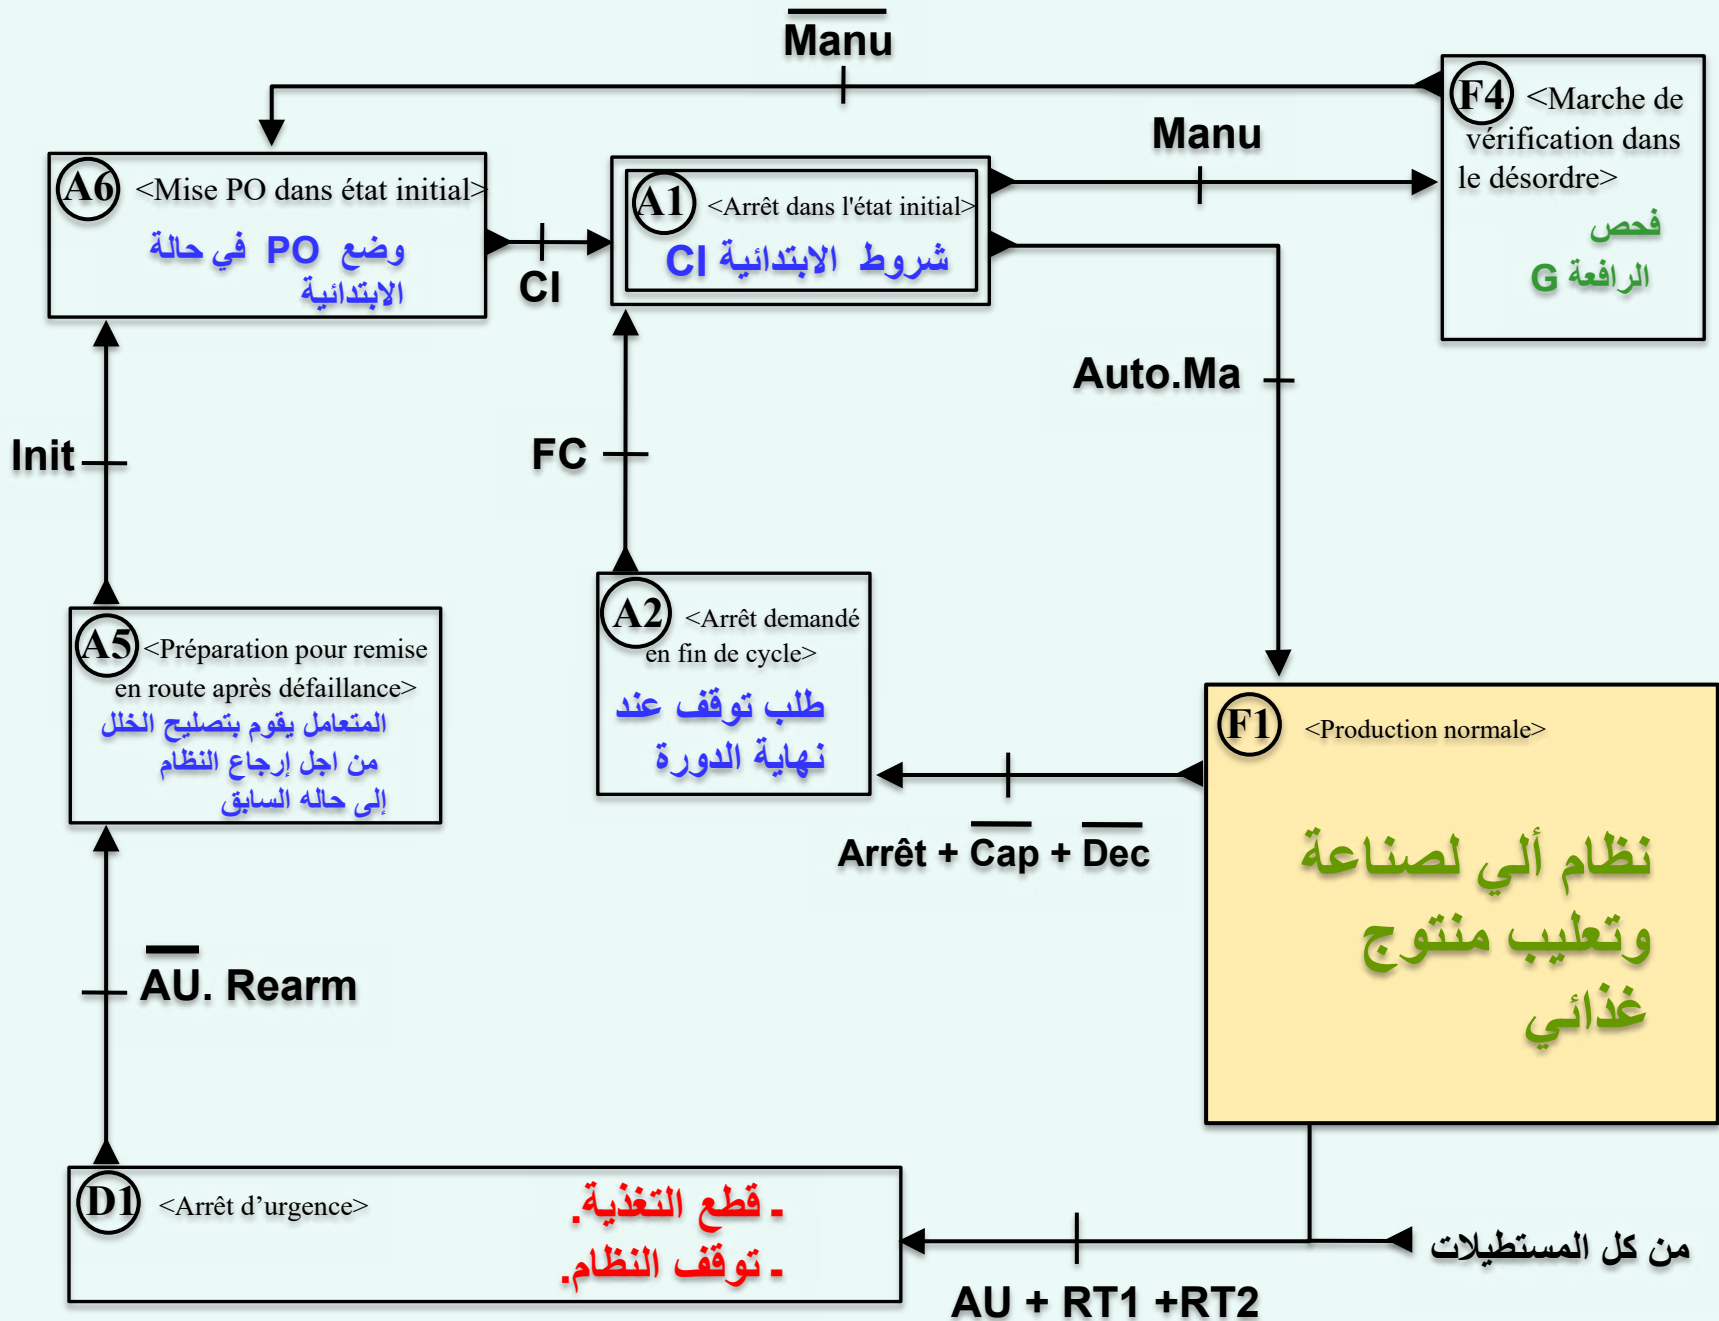 M̅a̅n̅u̅
F4 <Marche de
vérification dans
le désordre>
فحص
الرافعة G
Manu
A6 <Mise PO dans état initial>
وضع PO في حالة
الابتدائية
CI
A1 <Arrêt dans l'état initial>
شروط الابتدائية CI
Auto.Ma
Init
FC
A5 <Préparation pour remise
en route après défaillance>
المتعامل يقوم بتصليح الخلل
من اجل إرجاع النظام
إلى حاله السابق
A2 <Arrêt demandé
en fin de cycle>
طلب توقف عند
نهاية الدورة
F1 <Production normale>
نظام ألي لصناعة
وتعليب منتوج
غذائي
Arrêt + C̅a̅p̅ + D̅e̅c̅
A̅U̅. Rearm
D1 <Arrêt d’urgence>
- قطع التغذية.
- توقف النظام.
من كل المستطيلات
AU + RT1 +RT2